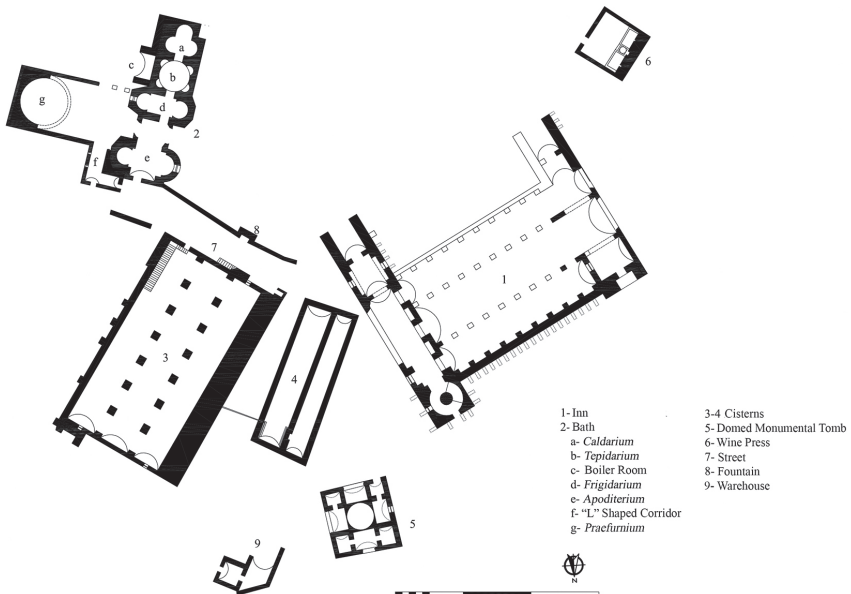 a
c
b
g
d
2
e
f
6
8
7
1
3
4
5
9
1- Inn
2- Bath
a- Caldarium
b- Tepidarium
c- Boiler Room
d- Frigidarium
e- Apoditerium
f- “L” Shaped Corridor
g- Praefurnium
3-4 Cisterns
5- Domed Monumental Tomb
6- Wine Press
7- Street
8- Fountain
9- Warehouse
N